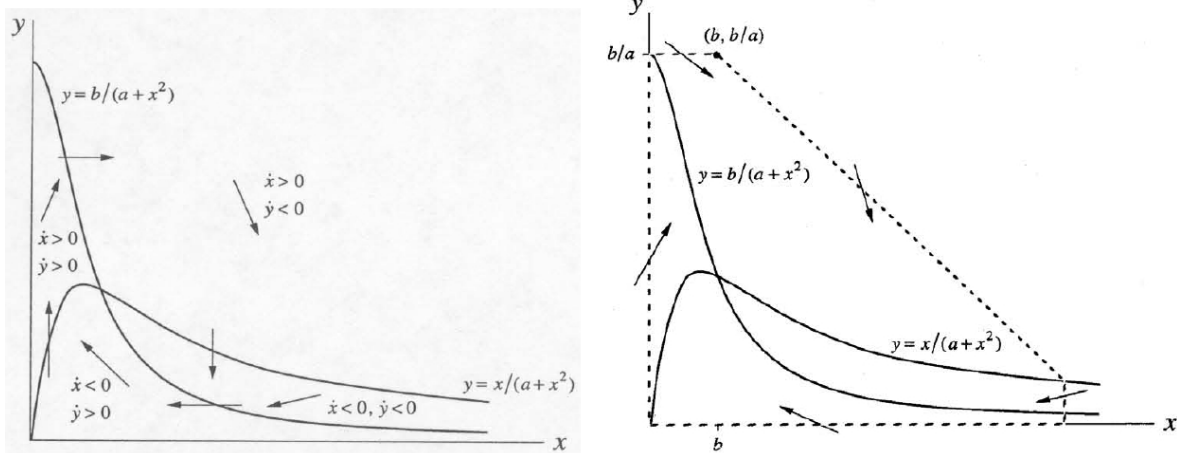 y
y = b/(a + x²)
ẋ > 0
ẏ < 0
ẋ > 0
ẏ > 0
ẋ < 0
ẏ > 0
ẋ < 0, ẏ < 0
y = x/(a + x²)
x
y
b/a
(b, b/a)
y = b/(a + x²)
y = x/(a + x²)
b
x